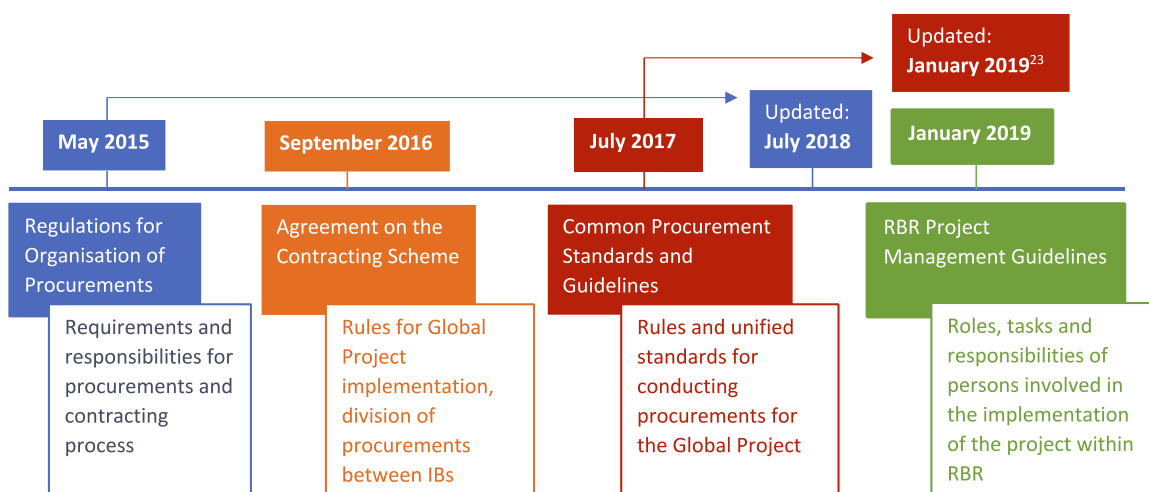 Updated:
January 2019²³
May 2015
September 2016
July 2017
Updated:
July 2018
January 2019
Regulations for
Organisation of
Procurements
Requirements and
responsibilities for
procurements and
contracting
process
Agreement on the
Contracting Scheme
Rules for Global
Project
implementation,
division of
procurements
between IBs
Common Procurement
Standards and
Guidelines
Rules and unified
standards for
conducting
procurements for
the Global Project
RBR Project
Management Guidelines
Roles, tasks and
responsibilities of
persons involved in
the implementation
of the project within
RBR